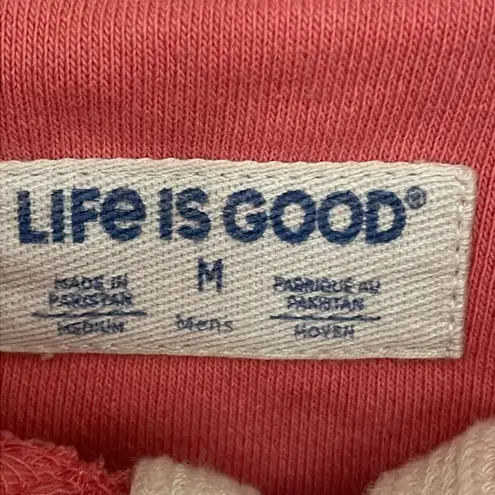 LIFE IS GOOD®
M
MADE IN
PAKISTAN
MEDIUM
Mens
FABRIQUE AU
PAKISTAN
MOYEN